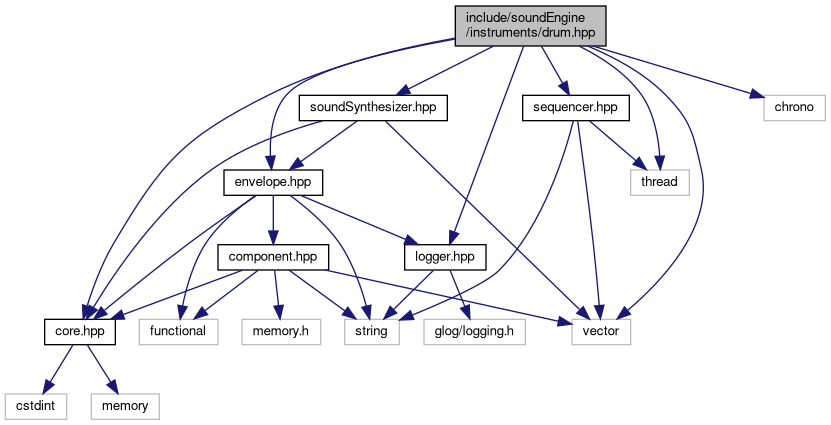 include/soundEngine
/instruments/drum.hpp
soundSynthesizer.hpp
sequencer.hpp
chrono
envelope.hpp
thread
component.hpp
logger.hpp
core.hpp
functional
memory.h
string
glog/logging.h
vector
cstdint
memory